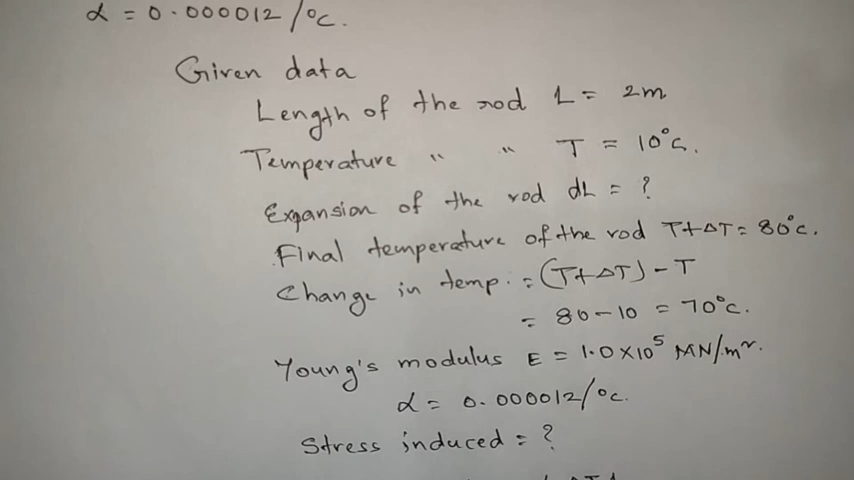 α = 0.000012/°C.
Given data
Length of the rod L = 2m
Temperature " " T = 10°C.
Expansion of the rod dL = ?
Final temperature of the rod T+ΔT = 80°C.
Change in temp. = (T+ΔT) - T
= 80-10 = 70°C.
Young's modulus E = 1.0×10⁵ MN/m².
α = 0.000012/°C.
Stress induced = ?